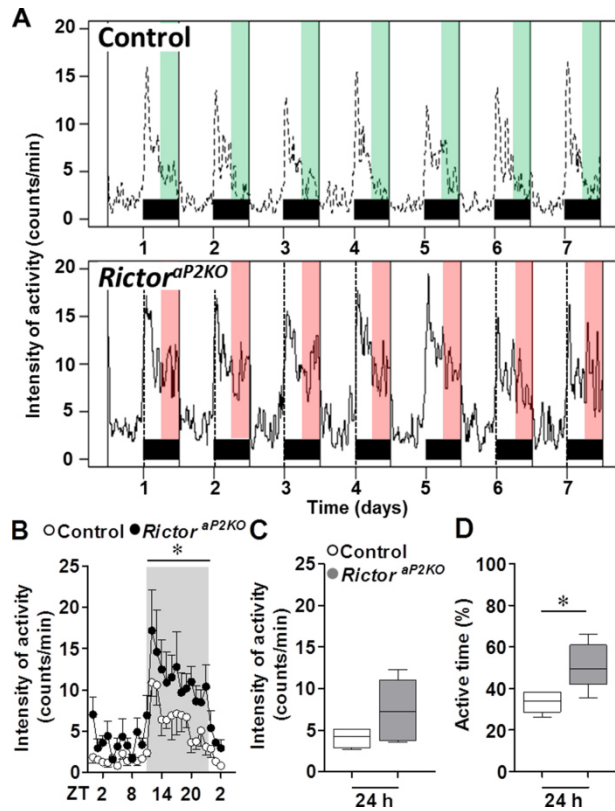 A
Control
Intensity of activity (counts/min)
20
15
10
5
0
1 2 3 4 5 6 7
Rictor aP2KO
20
15
10
5
0
1 2 3 4 5 6 7
Time (days)
B
Control Rictor aP2KO
*
Intensity of activity
(counts/min)
25
20
15
10
5
0
ZT 2 8 14 20 2
C
Control
Rictor aP2KO
Intensity of activity
(counts/min)
25
20
15
10
5
0
24 h
D
*
Active time (%)
100
80
60
40
20
0
24 h